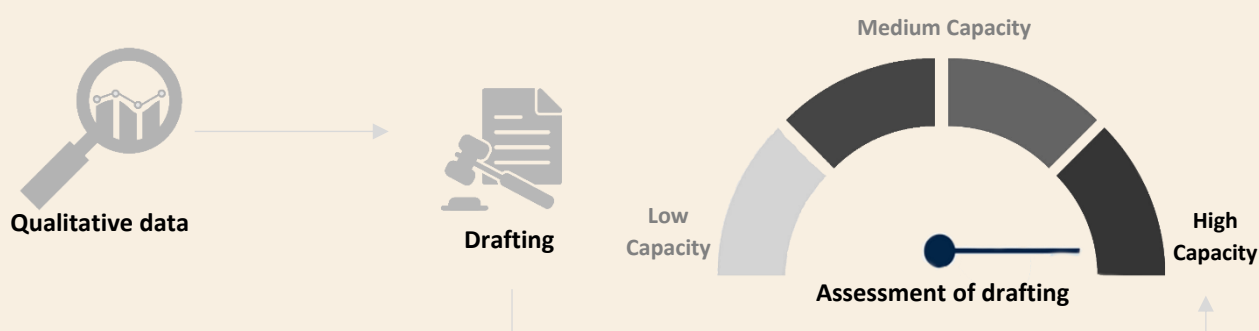 Qualitative data
Drafting
Medium Capacity
Low
Capacity
High
Capacity
Assessment of drafting